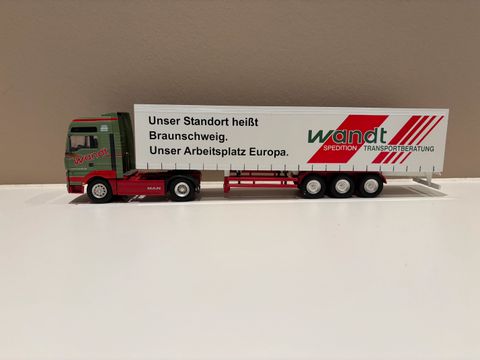 Unser Standort heißt
Braunschweig.
Unser Arbeitsplatz Europa.
wandt
SPEDITION TRANSPORTBERATUNG
wandt
MAN